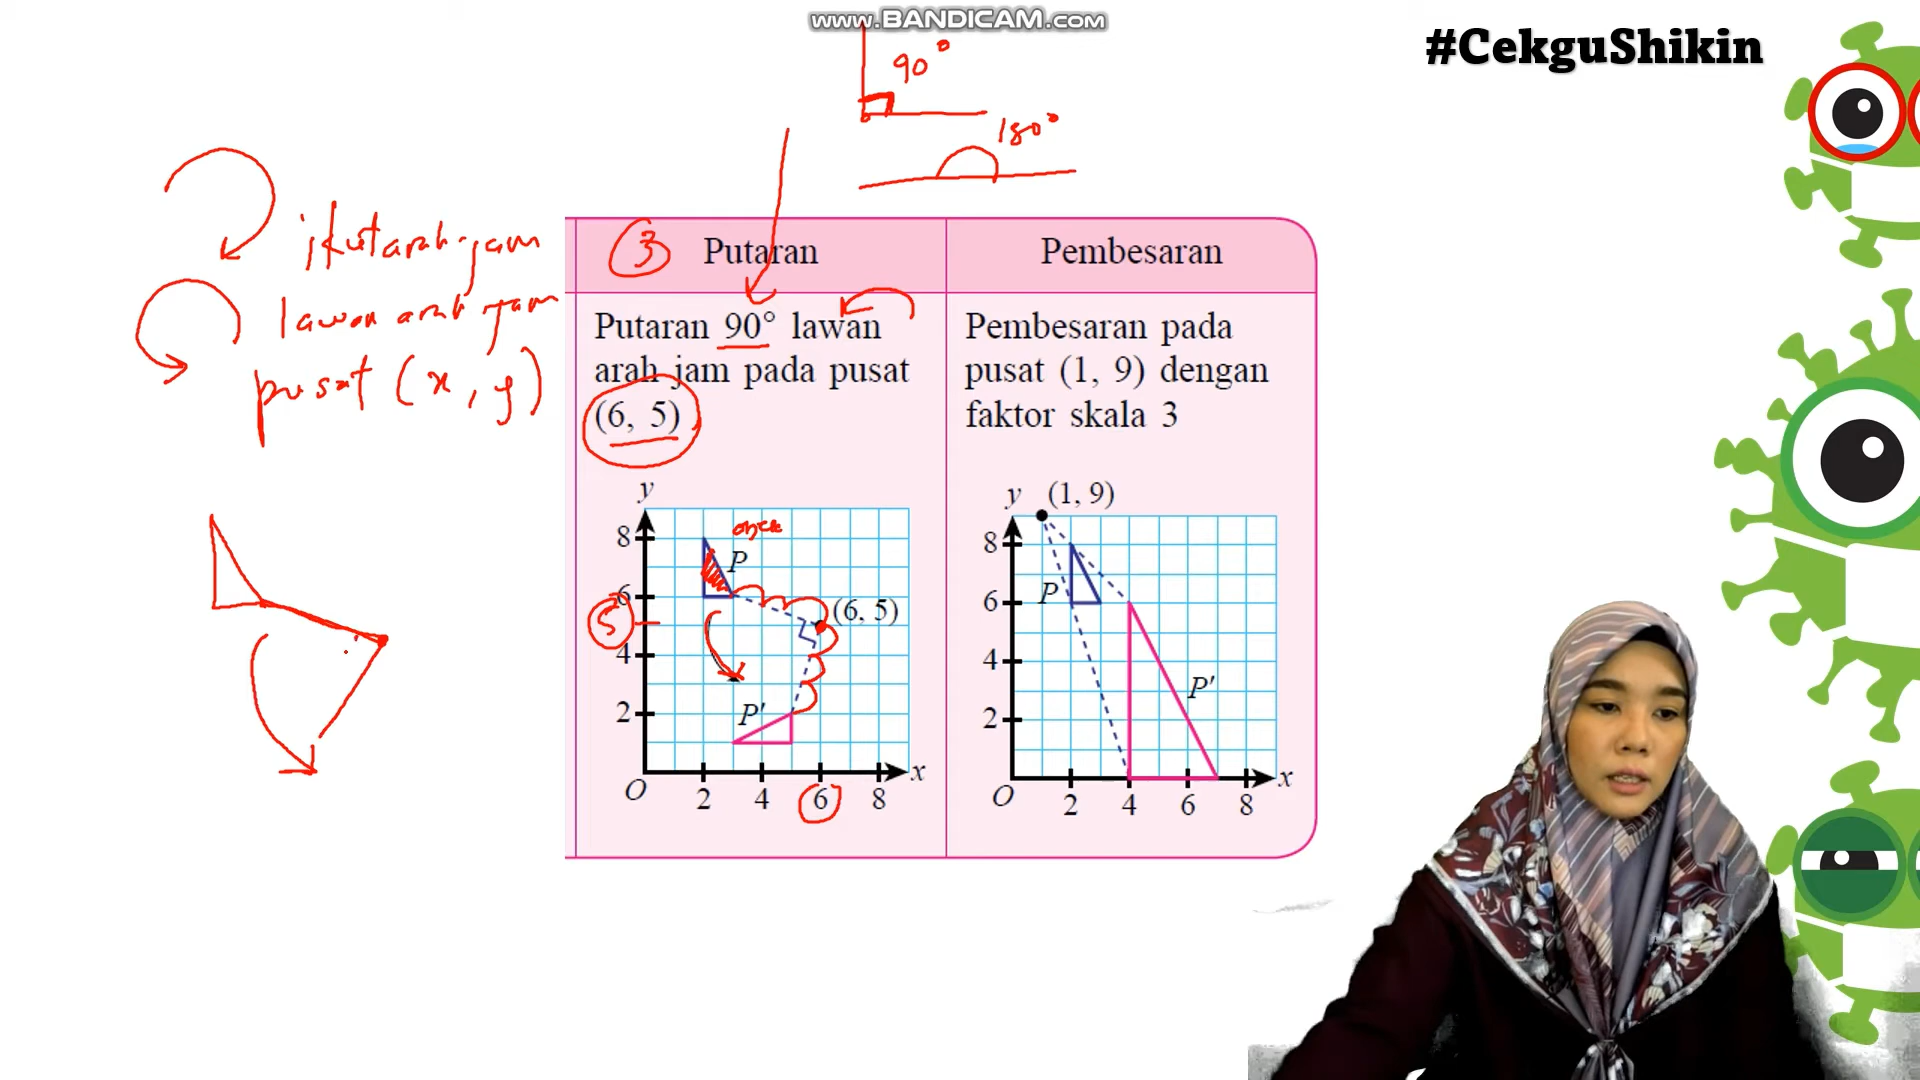 www.BANDICAM.com
#CekguShikin
90°
180°
ikut arah jam
lawan arah jam
pusat (x, y)
3
Putaran
Putaran 90° lawan
arah jam pada pusat
(6, 5)
y
8
6
5
4
2
O
2
4
6
8
x
P
(6, 5)
P'
Pembesaran
Pembesaran pada
pusat (1, 9) dengan
faktor skala 3
y
(1, 9)
8
6
4
2
O
2
4
6
8
x
P
P'